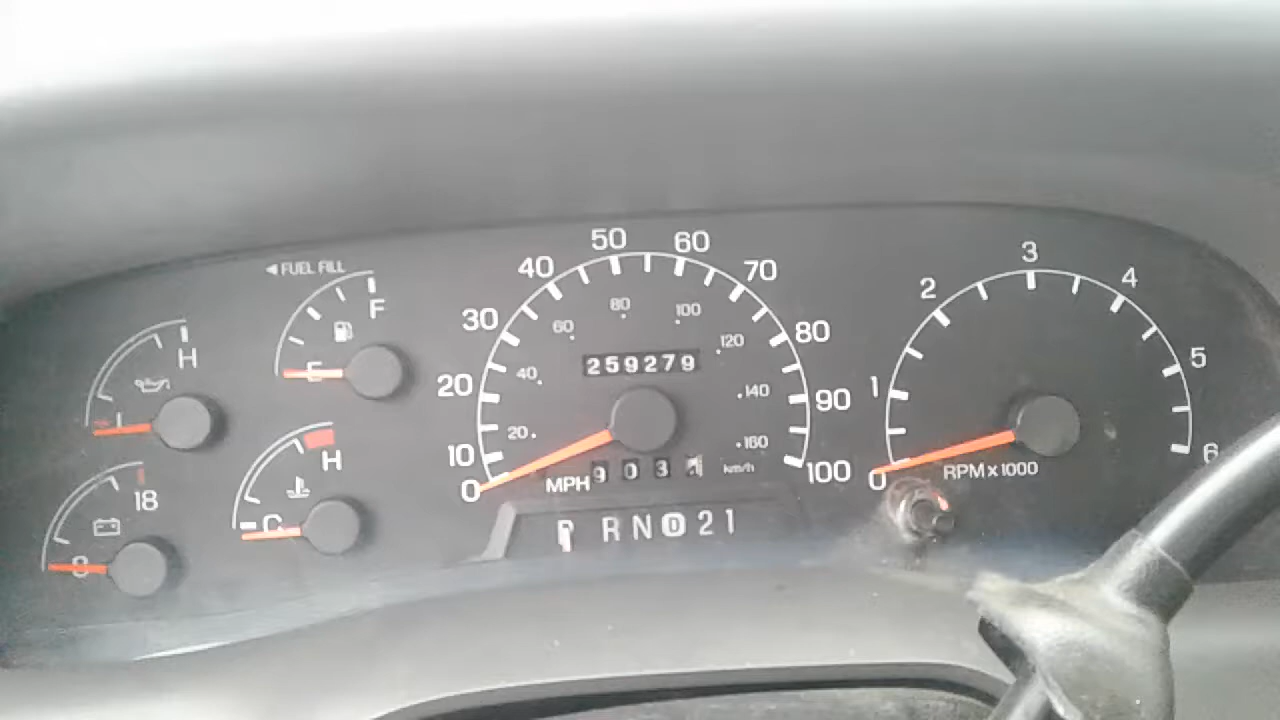 ◄ FUEL FILL
F
E
H
L
H
C
18
8
0
10
20
30
40
50
60
70
80
90
100
20
40
60
80
100
120
140
160
259279
MPH
903
km/h
P R N D 2 1
0
1
2
3
4
5
6
RPM x 1000